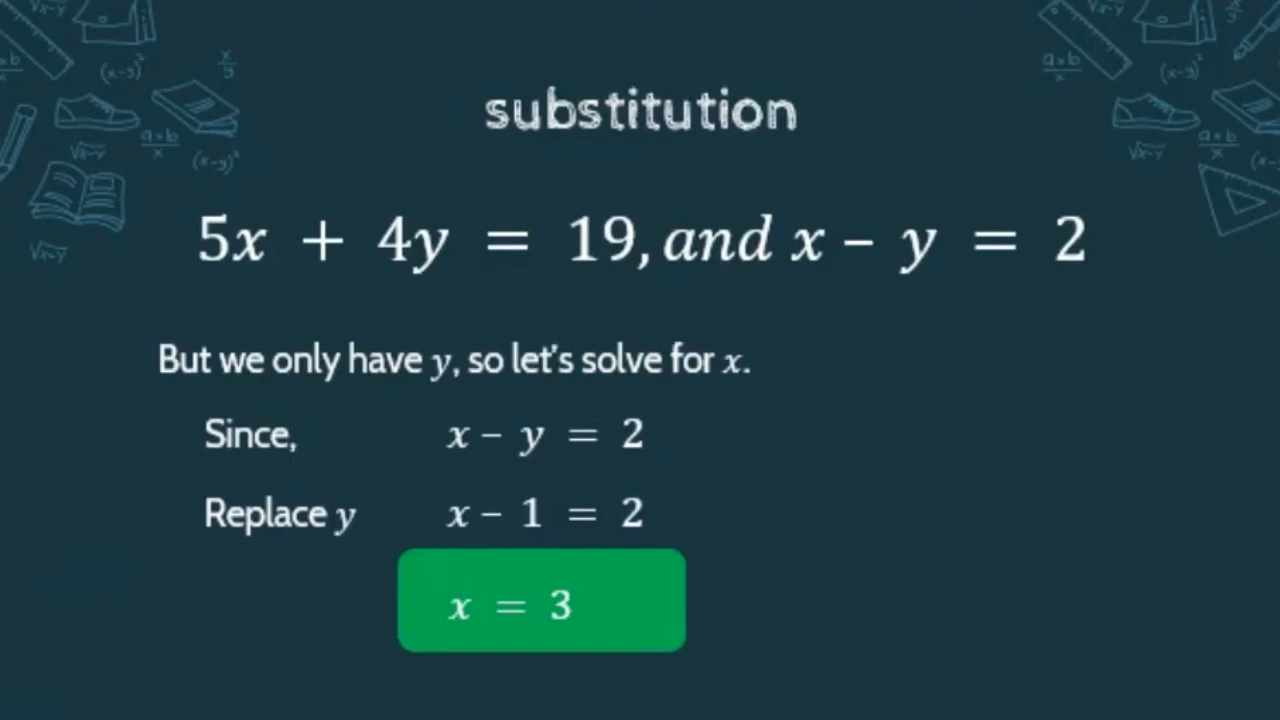 substitution
5x + 4y = 19, and x – y = 2
But we only have y, so let's solve for x.
Since, x – y = 2
Replace y x – 1 = 2
x = 3